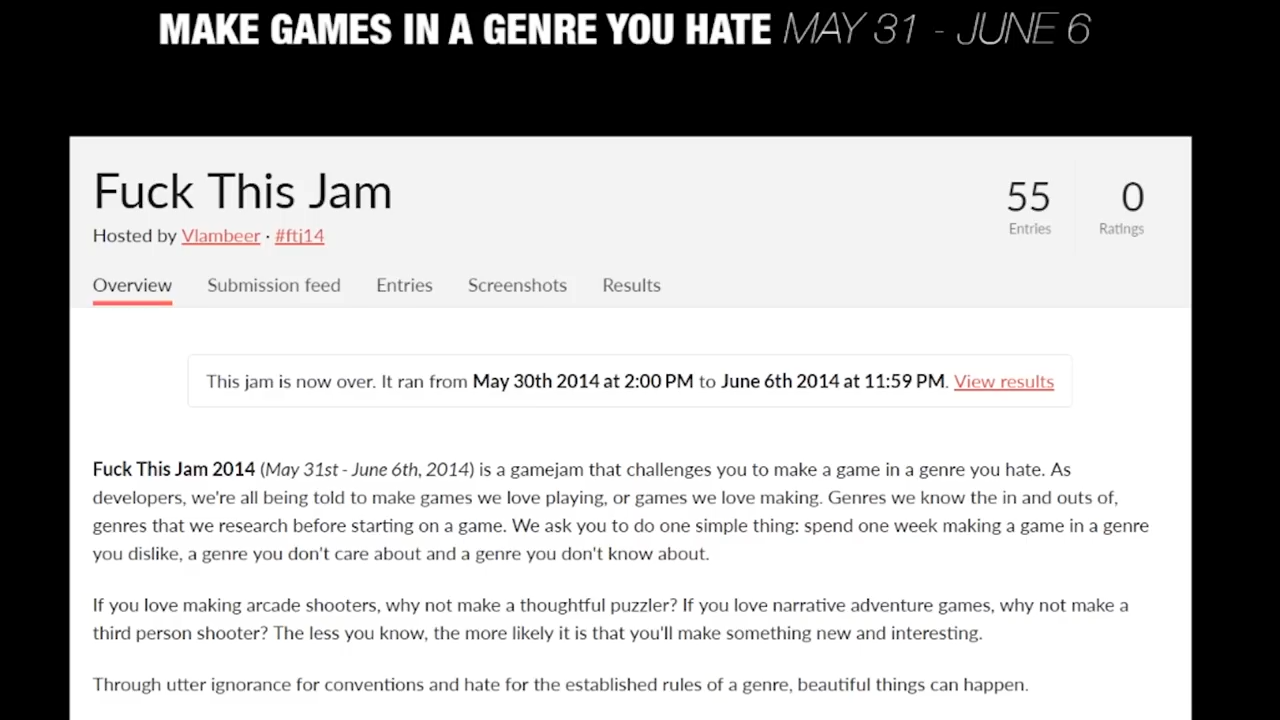 MAKE GAMES IN A GENRE YOU HATE MAY 31 - JUNE 6
Fuck This Jam
Hosted by Vlambeer · #ftj14
55
Entries
0
Ratings
Overview Submission feed Entries Screenshots Results
This jam is now over. It ran from May 30th 2014 at 2:00 PM to June 6th 2014 at 11:59 PM. View results
Fuck This Jam 2014 (May 31st - June 6th, 2014) is a gamejam that challenges you to make a game in a genre you hate. As
developers, we're all being told to make games we love playing, or games we love making. Genres we know the in and outs of,
genres that we research before starting on a game. We ask you to do one simple thing: spend one week making a game in a genre
you dislike, a genre you don't care about and a genre you don't know about.
If you love making arcade shooters, why not make a thoughtful puzzler? If you love narrative adventure games, why not make a
third person shooter? The less you know, the more likely it is that you'll make something new and interesting.
Through utter ignorance for conventions and hate for the established rules of a genre, beautiful things can happen.